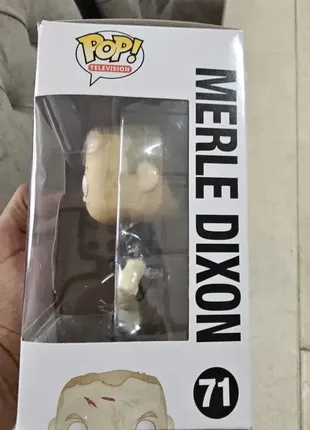 POP!
TELEVISION
MERLE DIXON
71